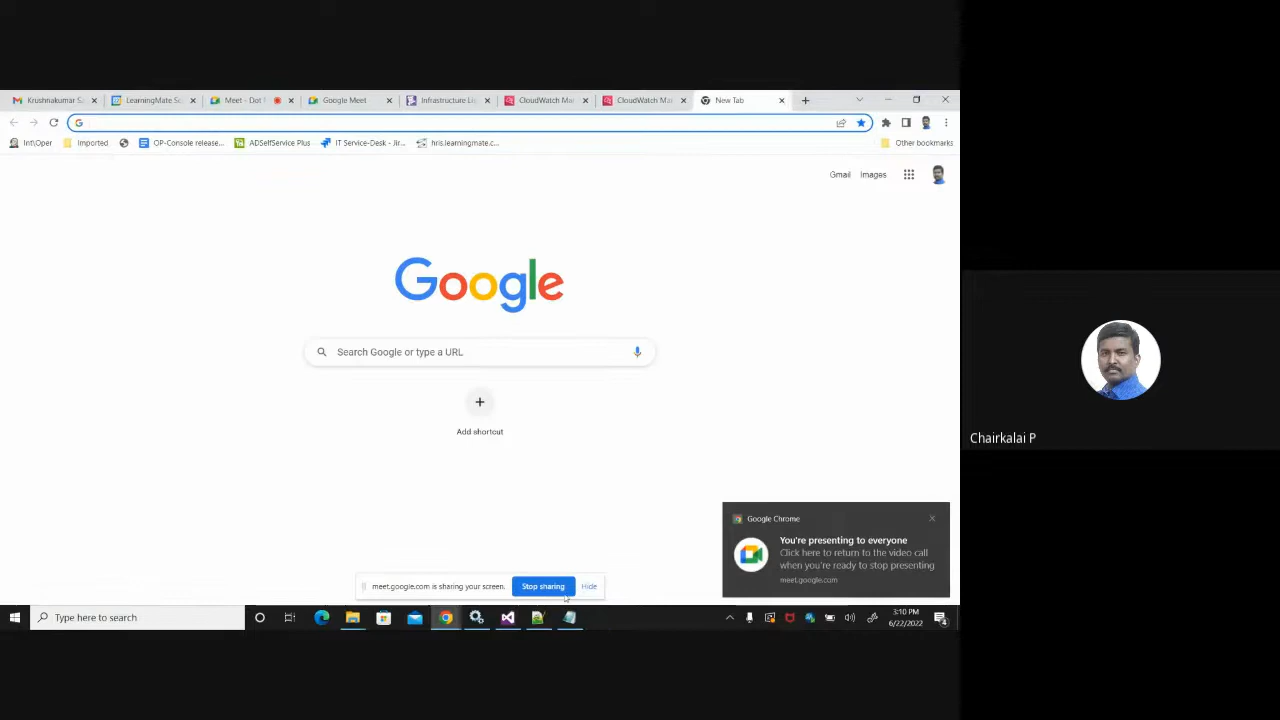 Krushnakumar S
LearningMate Sc
Meet - Dot
Google Meet
Infrastructure Li
CloudWatch Ma
CloudWatch Ma
New Tab
Int\Oper
Imported
OP-Console release...
ADSelfService Plus
IT Service-Desk - Jir...
hris.learningmate.c...
Other bookmarks
Gmail
Images
Google
Search Google or type a URL
Add shortcut
Google Chrome
You're presenting to everyone
Click here to return to the video call
when you're ready to stop presenting
meet.google.com
meet.google.com is sharing your screen.
Stop sharing
Hide
Type here to search
3:10 PM
6/22/2022
4
Chairkalai P